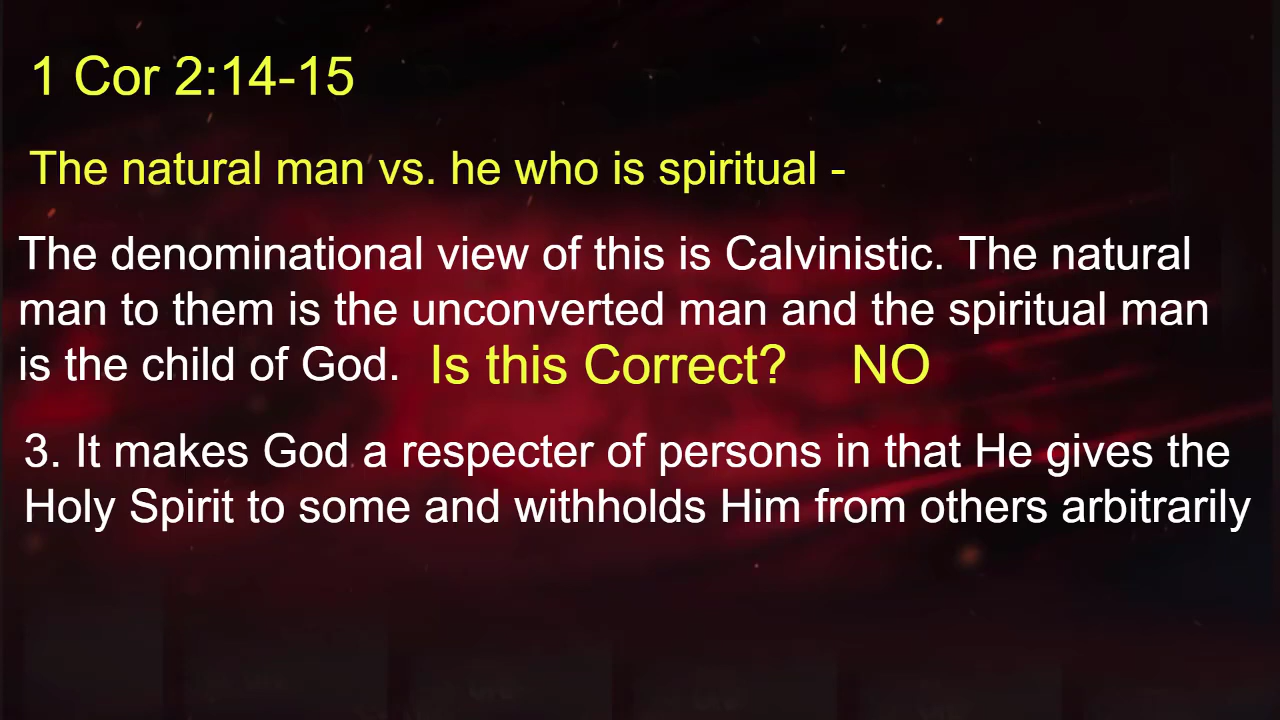 1 Cor 2:14-15
The natural man vs. he who is spiritual -
The denominational view of this is Calvinistic. The natural
man to them is the unconverted man and the spiritual man
is the child of God. Is this Correct? NO
3. It makes God a respecter of persons in that He gives the
Holy Spirit to some and withholds Him from others arbitrarily